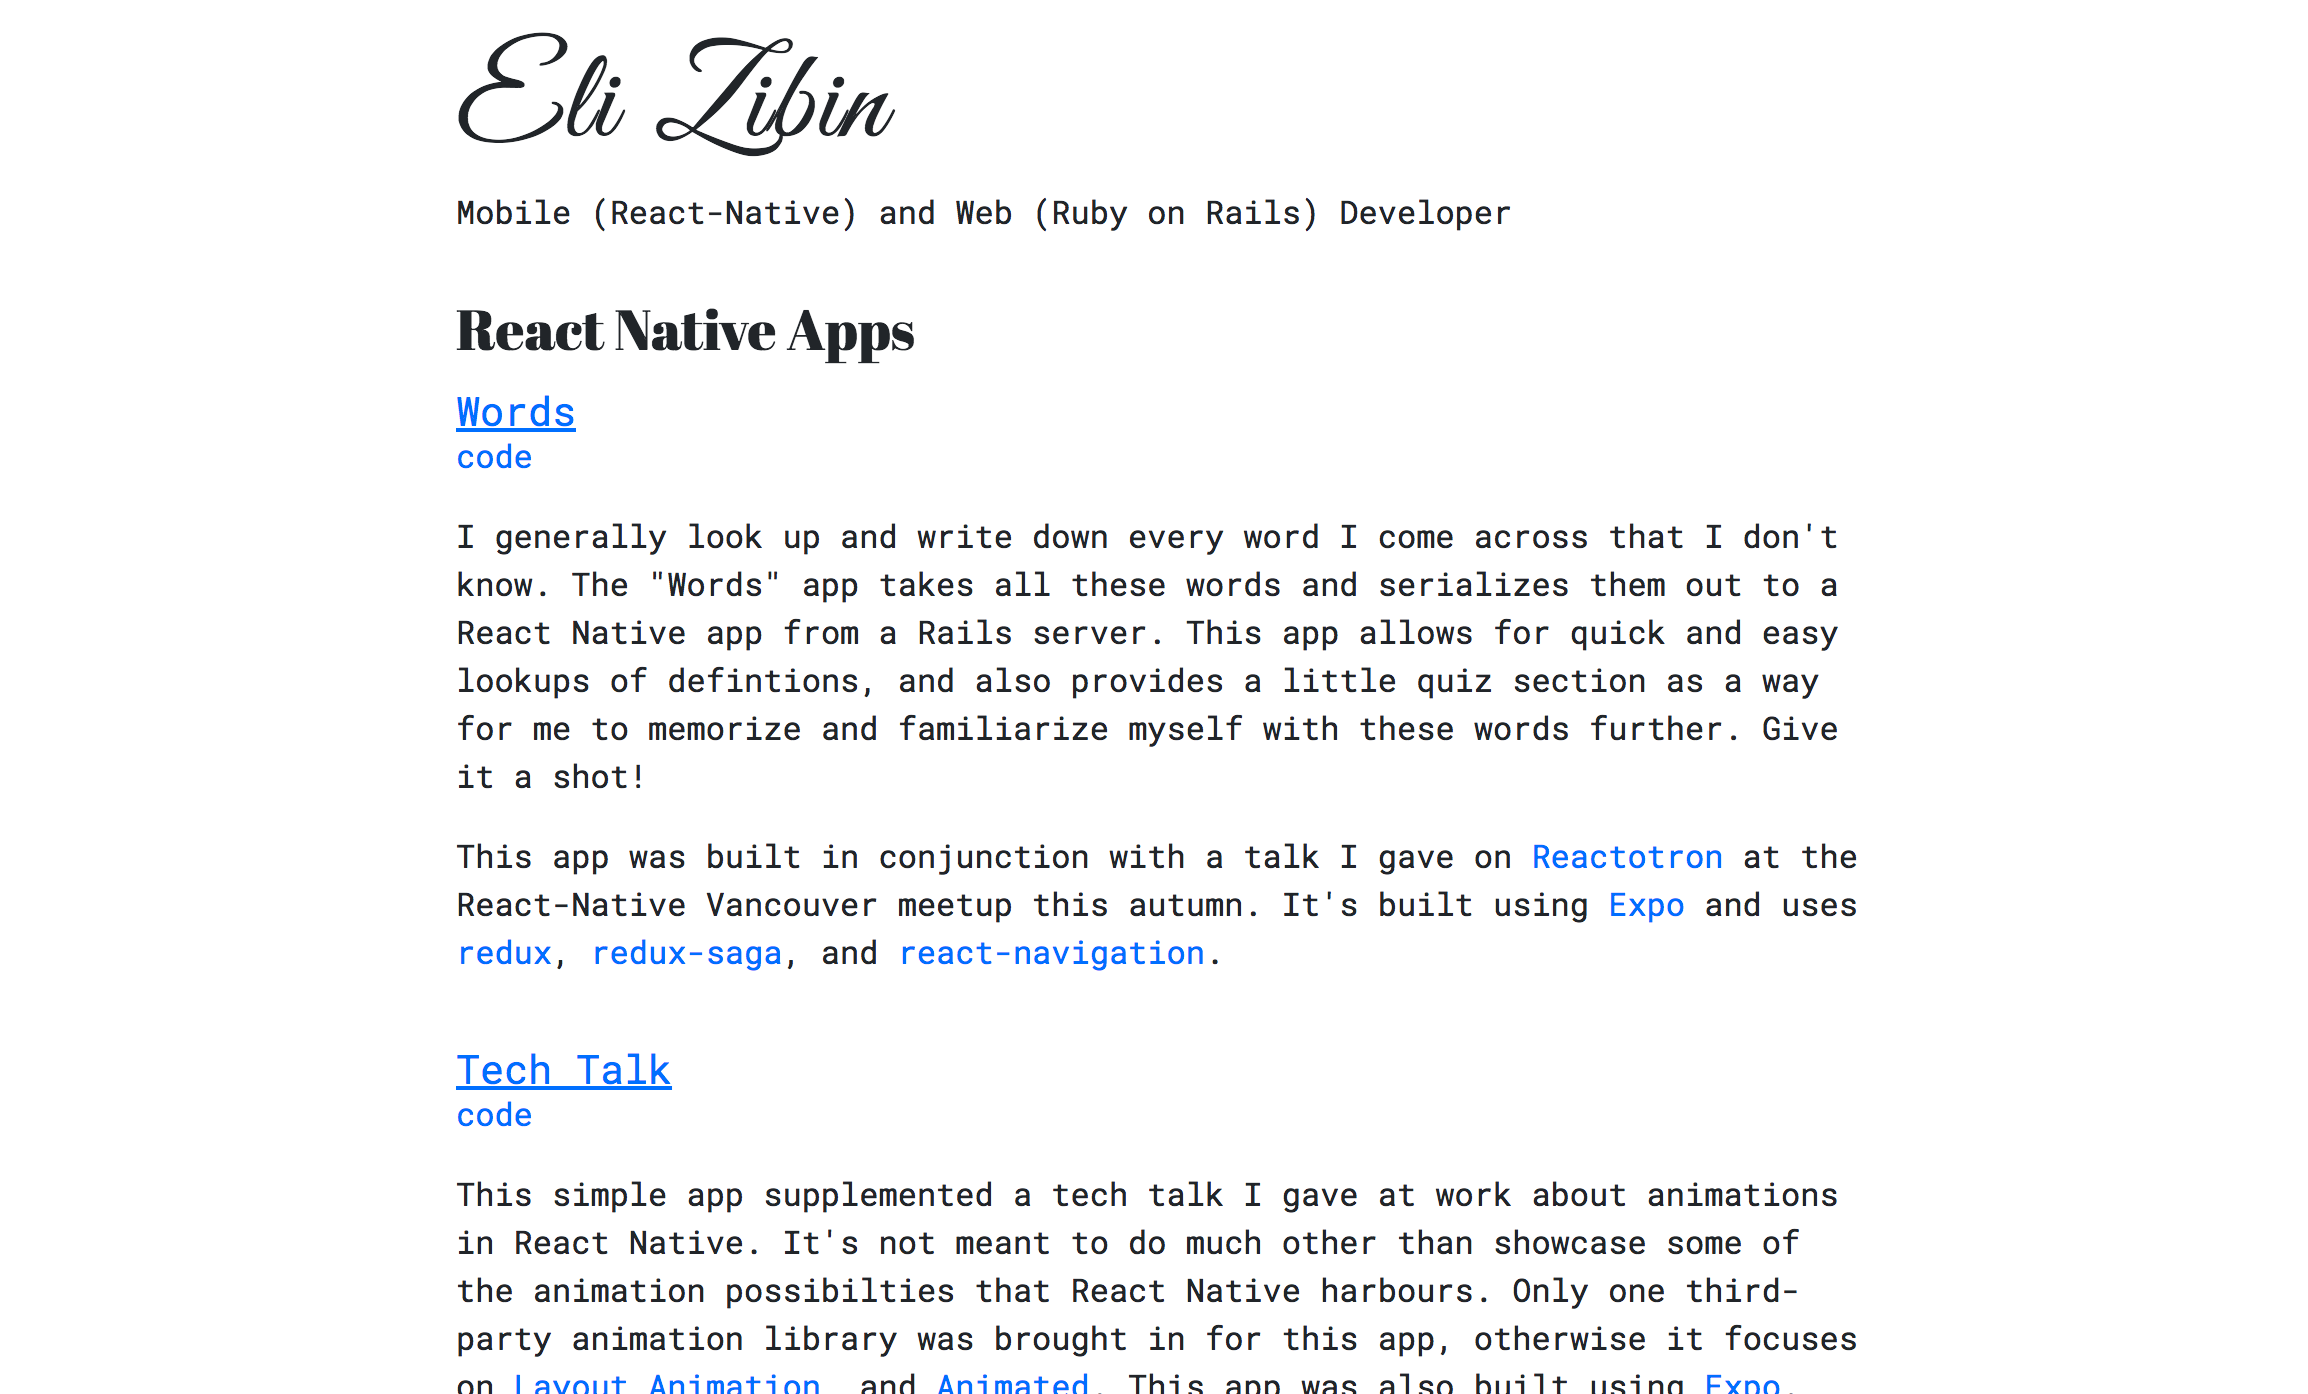 Eli Zibin
Mobile (React-Native) and Web (Ruby on Rails) Developer
React Native Apps
Words
code
I generally look up and write down every word I come across that I don't
know. The "Words" app takes all these words and serializes them out to a
React Native app from a Rails server. This app allows for quick and easy
lookups of defintions, and also provides a little quiz section as a way
for me to memorize and familiarize myself with these words further. Give
it a shot!
This app was built in conjunction with a talk I gave on Reactotron at the
React-Native Vancouver meetup this autumn. It's built using Expo and uses
redux, redux-saga, and react-navigation.
Tech Talk
code
This simple app supplemented a tech talk I gave at work about animations
in React Native. It's not meant to do much other than showcase some of
the animation possibilties that React Native harbours. Only one third-
party animation library was brought in for this app, otherwise it focuses
on Layout Animation, and Animated. This app was also built using Expo.